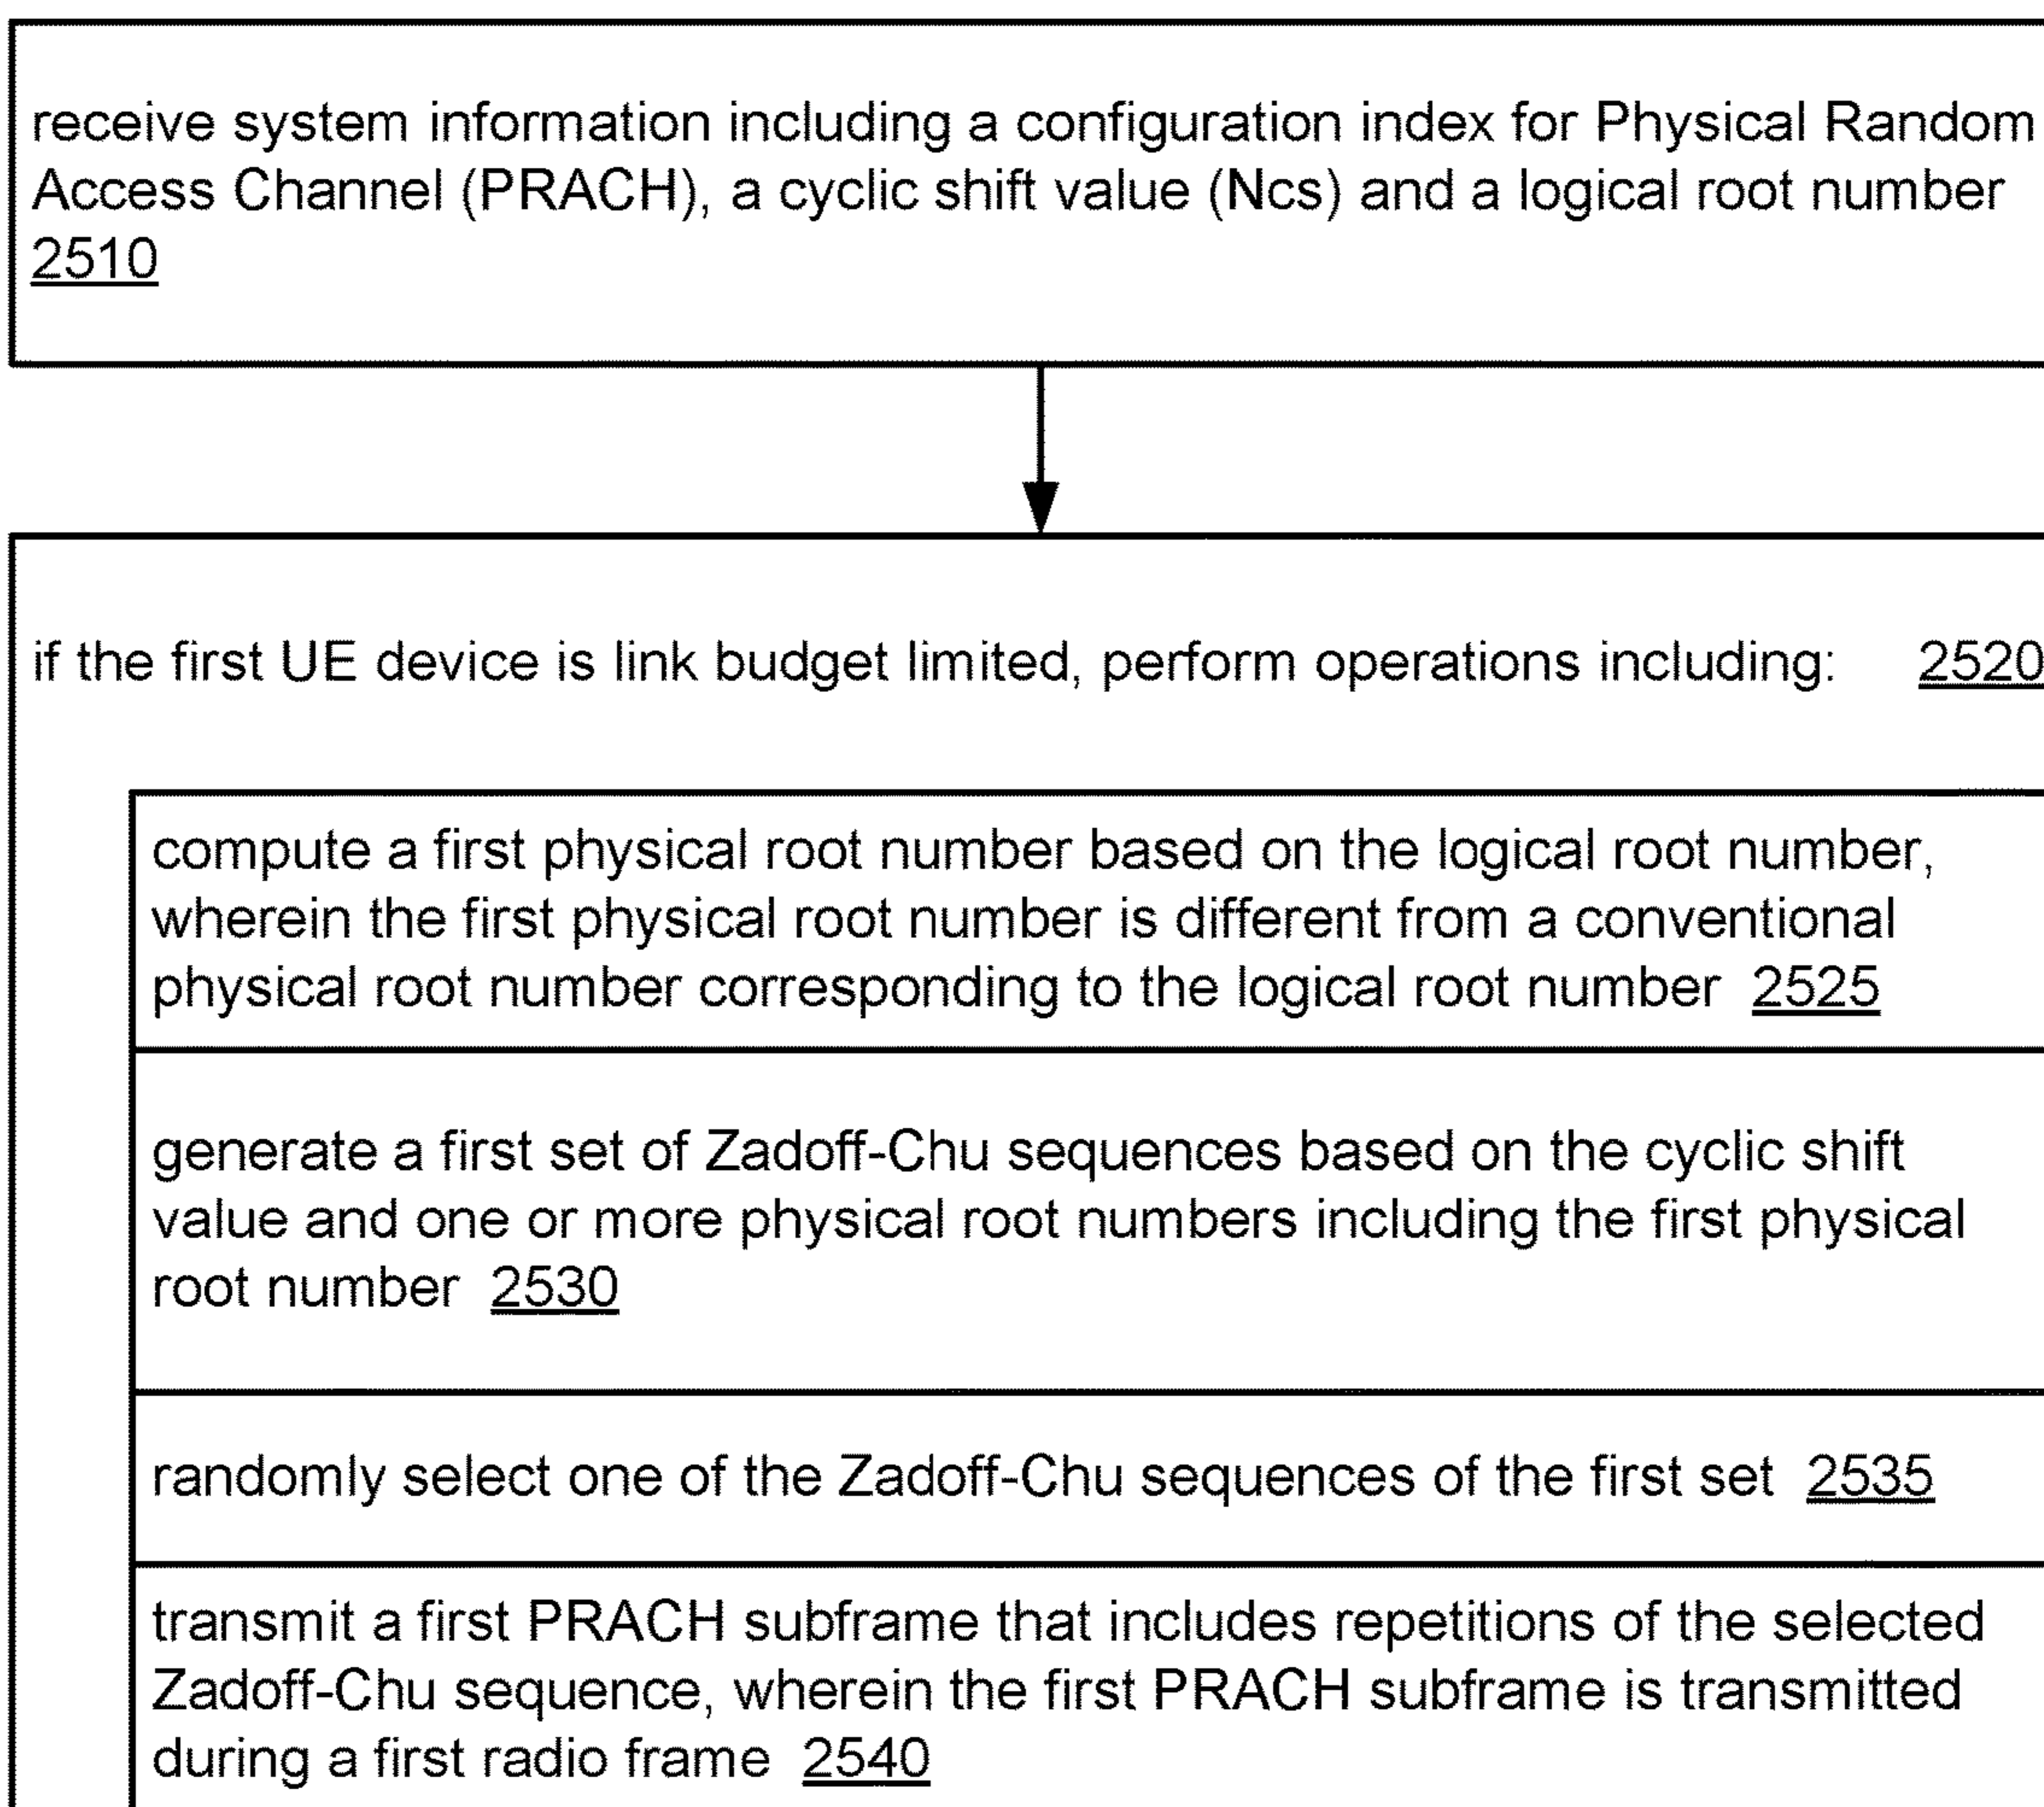 receive system information including a configuration index for Physical Random
Access Channel (PRACH), a cyclic shift value (Ncs) and a logical root number
2510
if the first UE device is link budget limited, perform operations including: 2520
compute a first physical root number based on the logical root number,
wherein the first physical root number is different from a conventional
physical root number corresponding to the logical root number 2525
generate a first set of Zadoff-Chu sequences based on the cyclic shift
value and one or more physical root numbers including the first physical
root number 2530
randomly select one of the Zadoff-Chu sequences of the first set 2535
transmit a first PRACH subframe that includes repetitions of the selected
Zadoff-Chu sequence, wherein the first PRACH subframe is transmitted
during a first radio frame 2540